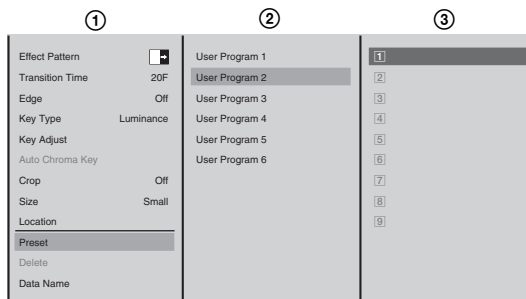 ① ② ③
Effect Pattern
Transition Time 20F
Edge Off
Key Type Luminance
Key Adjust
Auto Chroma Key
Crop Off
Size Small
Location
Preset
Delete
Data Name
User Program 1
User Program 2
User Program 3
User Program 4
User Program 5
User Program 6
1
2
3
4
5
6
7
8
9